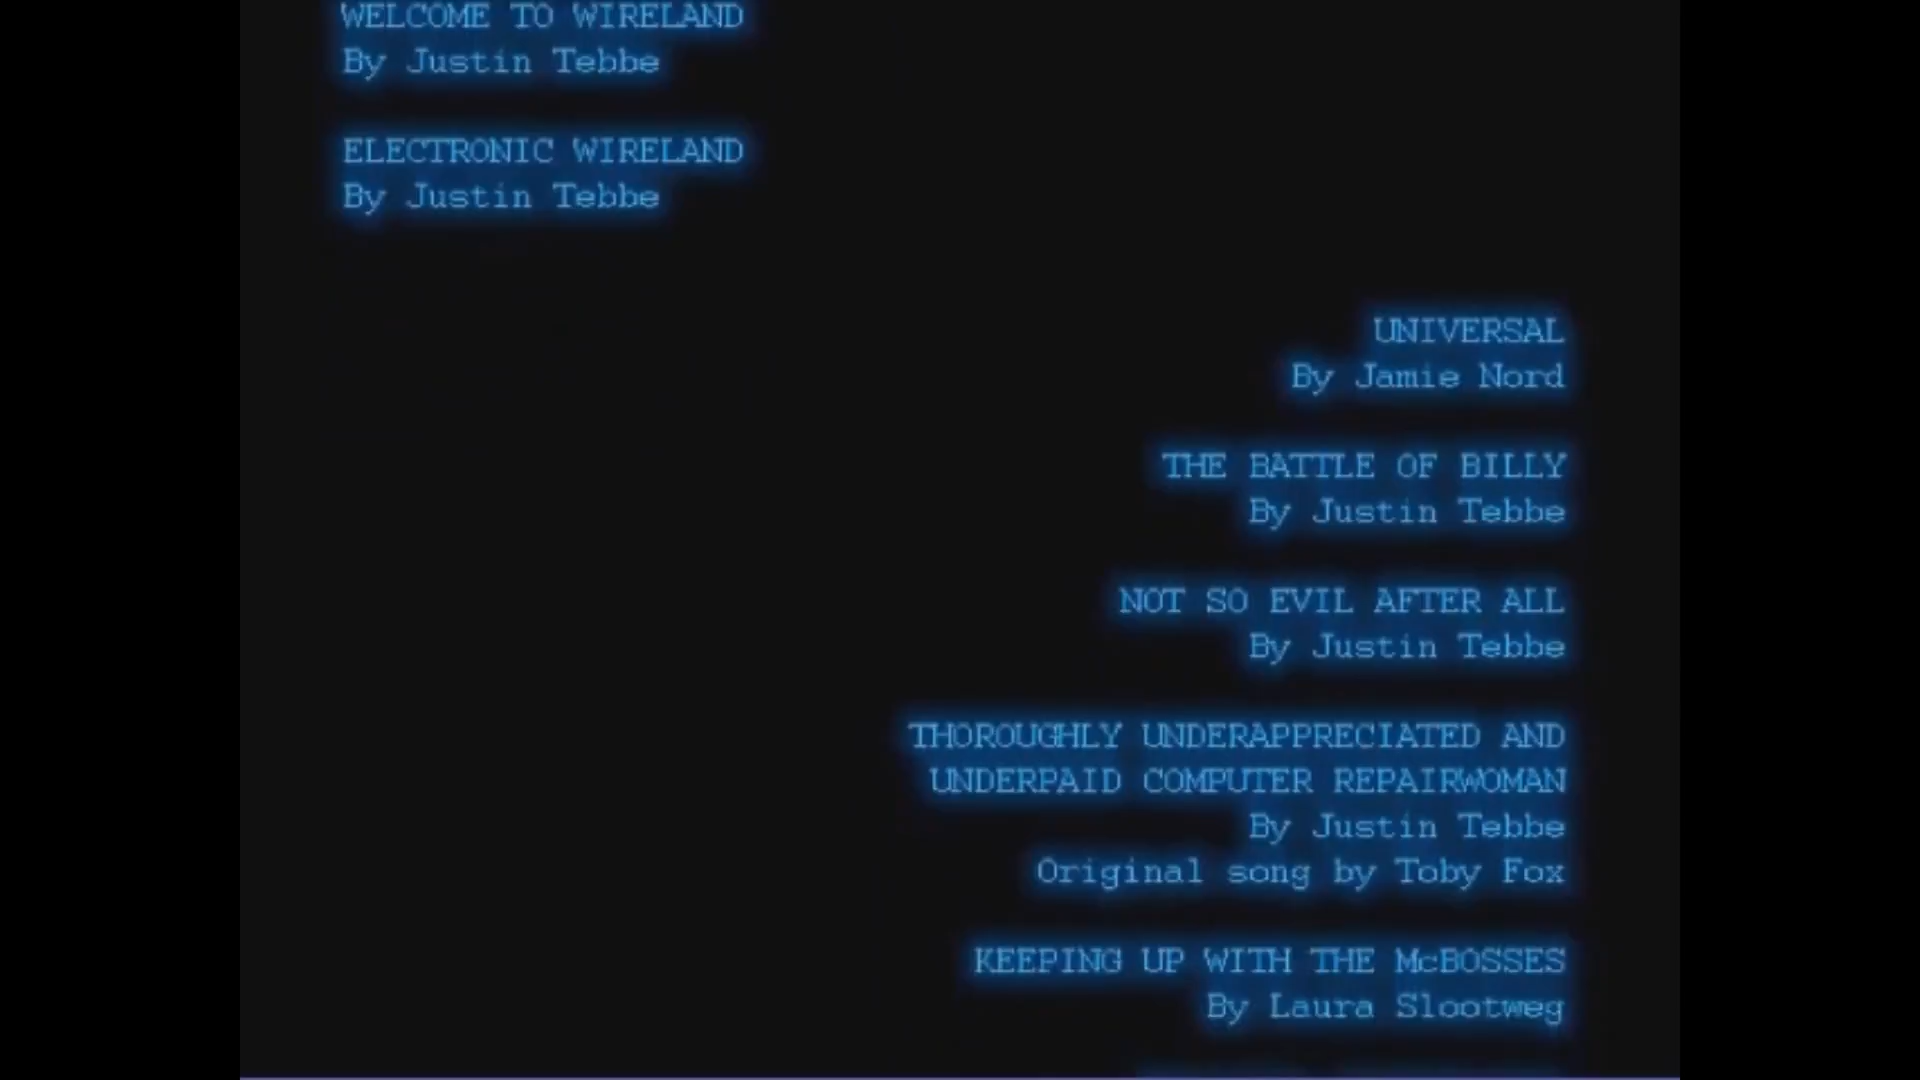 WELCOME TO WIRELAND
By Justin Tebbe
ELECTRONIC WIRELAND
By Justin Tebbe
UNIVERSAL
By Jamie Nord
THE BATTLE OF BILLY
By Justin Tebbe
NOT SO EVIL AFTER ALL
By Justin Tebbe
THOROUGHLY UNDERAPPRECIATED AND
UNDERPAID COMPUTER REPAIRWOMAN
By Justin Tebbe
Original song by Toby Fox
KEEPING UP WITH THE McBOSSES
By Laura Slootweg